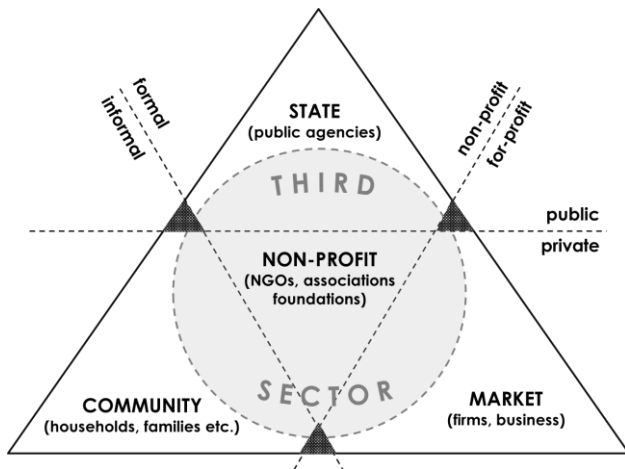 formal
informal
STATE
(public agencies)
non-profit
for-profit
THIRD
public
private
NON-PROFIT
(NGOs, associations
foundations)
SECTOR
COMMUNITY
(households, families etc.)
MARKET
(firms, business)